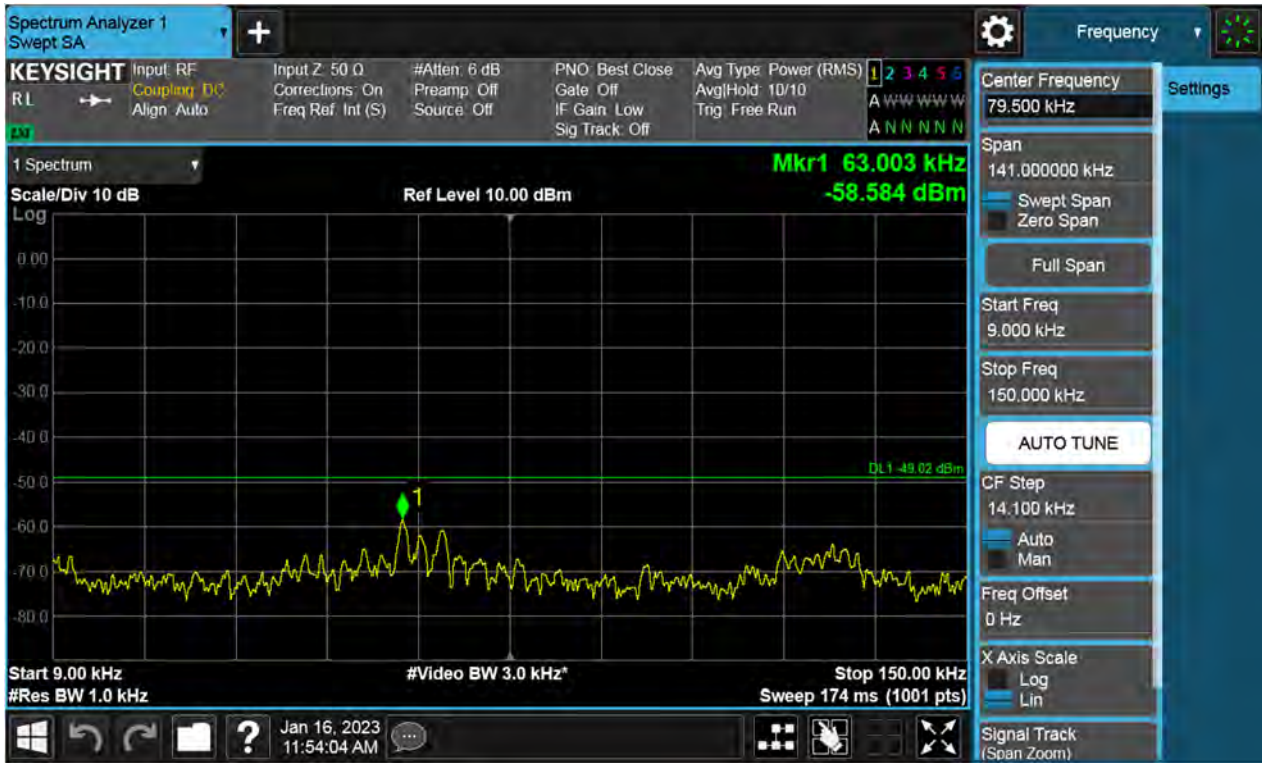 Spectrum Analyzer 1
Swept SA
Frequency
KEYSIGHT
RL
LXI
Input: RF
Coupling: DC
Align: Auto
Input Z: 50 Ω
Corrections: On
Freq Ref: Int (S)
#Atten: 6 dB
Preamp: Off
Source: Off
PNO: Best Close
Gate: Off
IF Gain: Low
Sig Track: Off
Avg Type: Power (RMS)
Avg|Hold: 10/10
Trig: Free Run
1 2 3 4 5 6
A W W W W W
A N N N N N
1 Spectrum
Mkr1 63.003 kHz
Scale/Div 10 dB
Ref Level 10.00 dBm
-58.584 dBm
Log
0.00
-10.0
-20.0
-30.0
-40.0
DL1 -49.02 dBm
-50.0
1
-60.0
-70.0
-80.0
Start 9.00 kHz
#Video BW 3.0 kHz*
Stop 150.00 kHz
#Res BW 1.0 kHz
Sweep 174 ms (1001 pts)
?
Jan 16, 2023
11:54:04 AM
Center Frequency
79.500 kHz
Settings
Span
141.000000 kHz
Swept Span
Zero Span
Full Span
Start Freq
9.000 kHz
Stop Freq
150.000 kHz
AUTO TUNE
CF Step
14.100 kHz
Auto
Man
Freq Offset
0 Hz
X Axis Scale
Log
Lin
Signal Track
(Span Zoom)